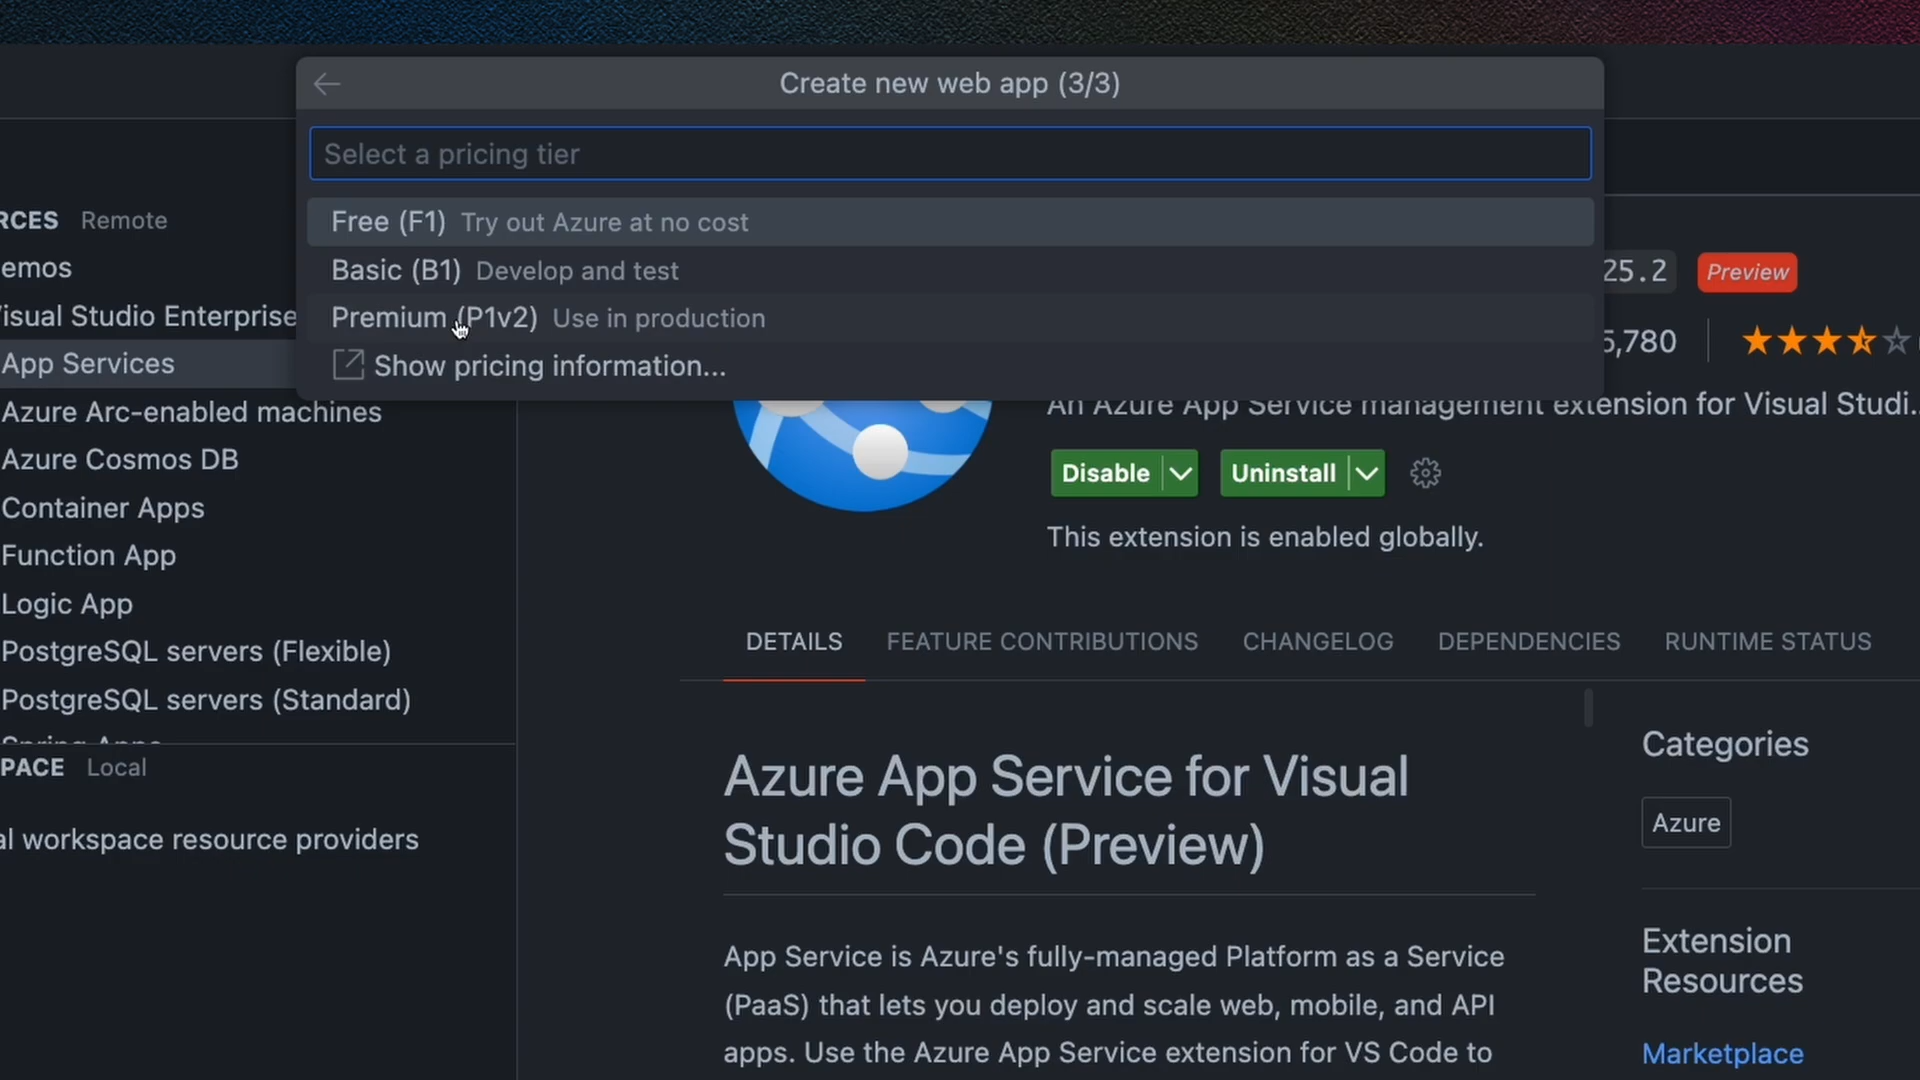 Create new web app (3/3)
Select a pricing tier
Free (F1) Try out Azure at no cost
Basic (B1) Develop and test
Premium (P1v2) Use in production
Show pricing information...
RCES Remote
emos
isual Studio Enterprise
App Services
Azure Arc-enabled machines
Azure Cosmos DB
Container Apps
Function App
Logic App
PostgreSQL servers (Flexible)
PostgreSQL servers (Standard)
Spring Apps
PACE Local
al workspace resource providers
25.2 Preview
5,780
An Azure App Service management extension for Visual Studi...
Disable
Uninstall
This extension is enabled globally.
DETAILS FEATURE CONTRIBUTIONS CHANGELOG DEPENDENCIES RUNTIME STATUS
Azure App Service for Visual
Studio Code (Preview)
App Service is Azure's fully-managed Platform as a Service
(PaaS) that lets you deploy and scale web, mobile, and API
apps. Use the Azure App Service extension for VS Code to
Categories
Azure
Extension
Resources
Marketplace